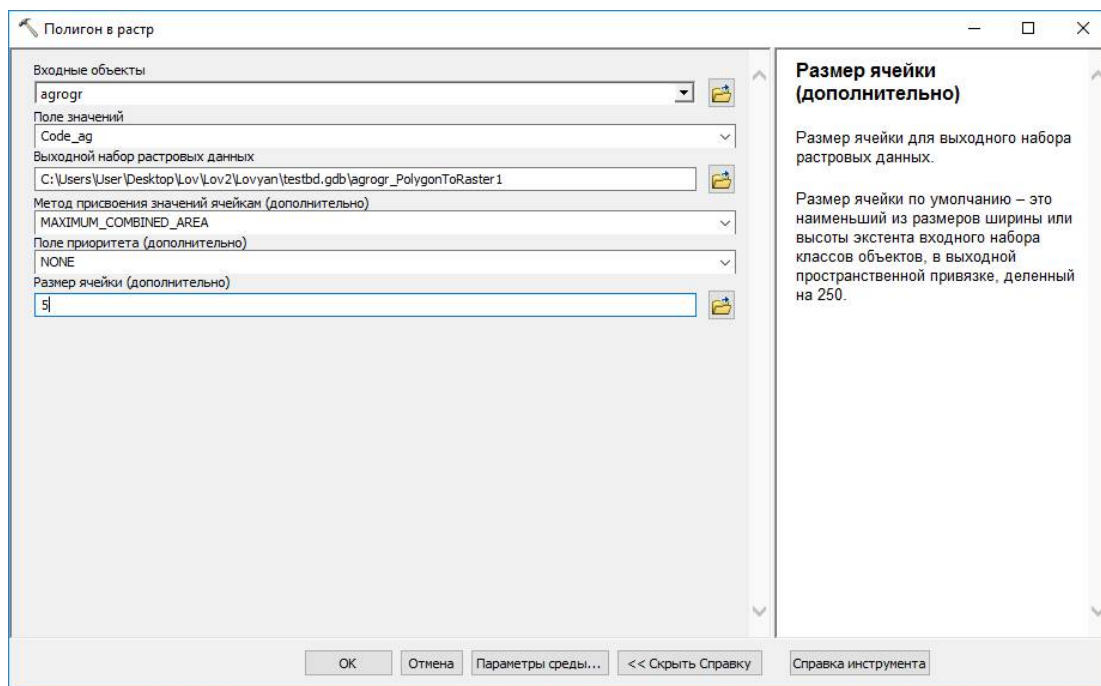 Полигон в растр
Входные объекты
agrogr
Поле значений
Code_ag
Выходной набор растровых данных
C:\Users\User\Desktop\Lov\Lov2\Lovyan\testbd.gdb\agrogr_PolygonToRaster1
Метод присвоения значений ячейкам (дополнительно)
MAXIMUM_COMBINED_AREA
Поле приоритета (дополнительно)
NONE
Размер ячейки (дополнительно)
5
Размер ячейки
(дополнительно)
Размер ячейки для выходного набора
растровых данных.
Размер ячейки по умолчанию – это
наименьший из размеров ширины или
высоты экстента входного набора
классов объектов, в выходной
пространственной привязке, деленный
на 250.
OK
Отмена
Параметры среды...
<< Скрыть Справку
Справка инструмента